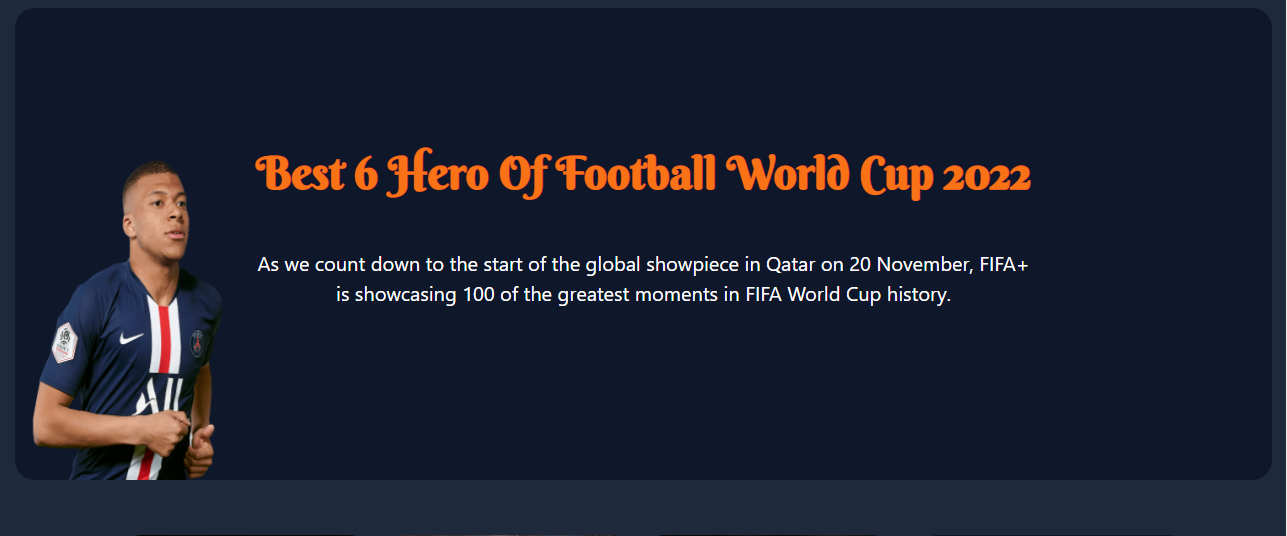 Best 6 Hero Of Football World Cup 2022
As we count down to the start of the global showpiece in Qatar on 20 November, FIFA+
is showcasing 100 of the greatest moments in FIFA World Cup history.
ALL